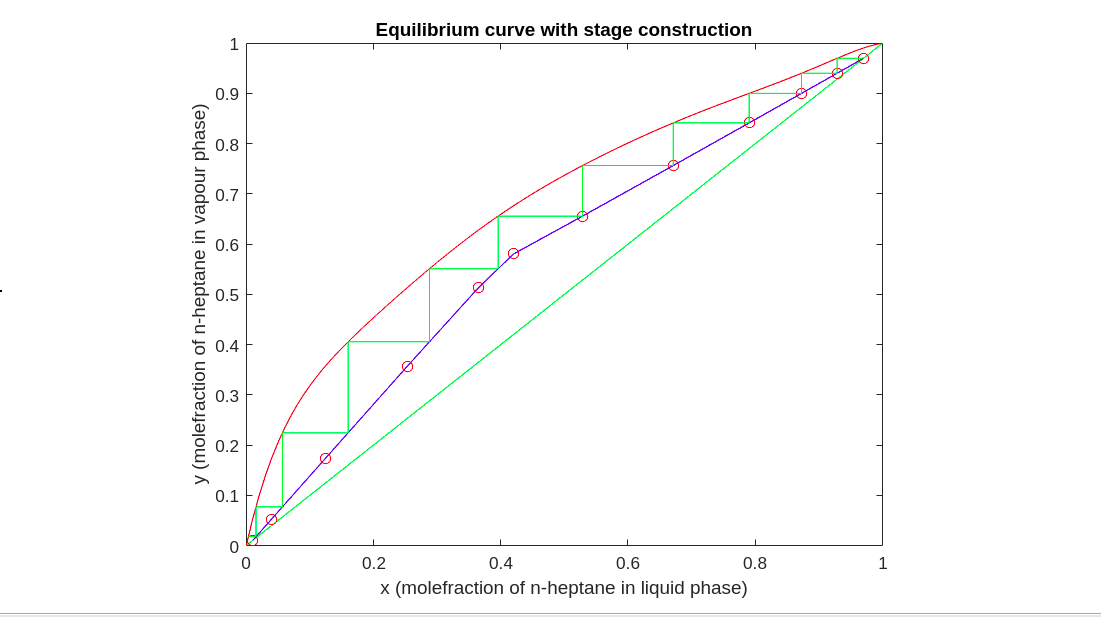 Equilibrium curve with stage construction
1
0.9
0.8
0.7
0.6
0.5
0.4
0.3
0.2
0.1
0
y (molefraction of n-heptane in vapour phase)
0 0.2 0.4 0.6 0.8 1
x (molefraction of n-heptane in liquid phase)